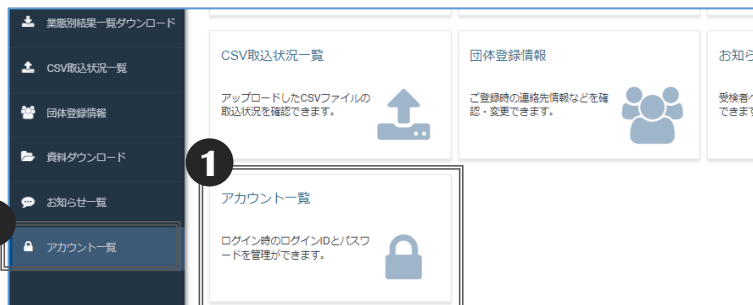 業態別結果一覧ダウンロード
CSV取込状況一覧
団体登録情報
資料ダウンロード
お知らせ一覧
アカウント一覧
CSV取込状況一覧
アップロードしたCSVファイルの
取込状況を確認できます。
団体登録情報
ご登録時の連絡先情報などを確
認・変更できます。
お知ら
受検者へ
できます
1
アカウント一覧
ログイン時のログインIDとパスワ
ードを管理ができます。